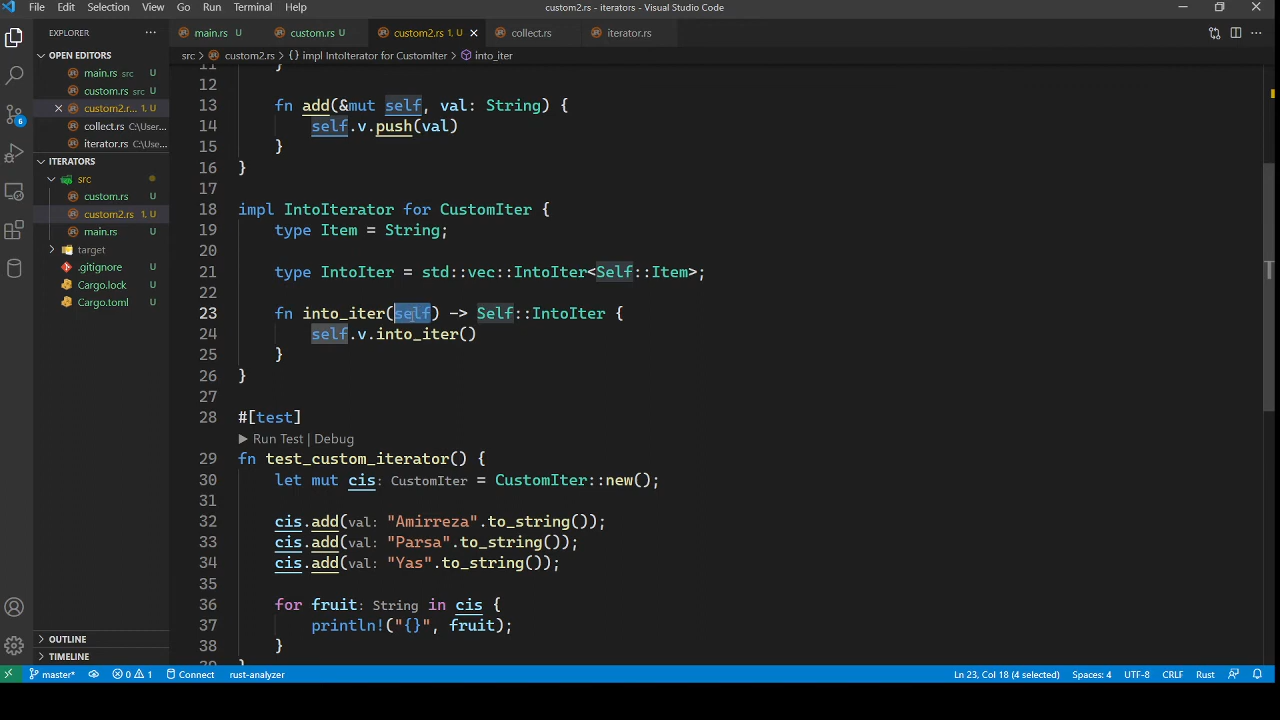 File Edit Selection View Go Run Terminal Help
custom2.rs - iterators - Visual Studio Code
EXPLORER
main.rs U
custom.rs U
custom2.rs 1, U
collect.rs
iterator.rs
src > custom2.rs > {} impl IntoIterator for CustomIter > into_iter
OPEN EDITORS
main.rs src U
custom.rs src U
custom2.r... 1, U
collect.rs C:\User...
iterator.rs C:\Use...
ITERATORS
src
custom.rs U
custom2.rs 1, U
main.rs U
target
.gitignore
Cargo.lock
Cargo.toml
OUTLINE
TIMELINE
6
11 }
12
13 fn add(&mut self, val: String) {
14 self.v.push(val)
15 }
16 }
17
18 impl IntoIterator for CustomIter {
19 type Item = String;
20
21 type IntoIter = std::vec::IntoIter<Self::Item>;
22
23 fn into_iter(self) -> Self::IntoIter {
24 self.v.into_iter()
25 }
26 }
27
28 #[test]
Run Test | Debug
29 fn test_custom_iterator() {
30 let mut cis: CustomIter = CustomIter::new();
31
32 cis.add(val: "Amirreza".to_string());
33 cis.add(val: "Parsa".to_string());
34 cis.add(val: "Yas".to_string());
35
36 for fruit: String in cis {
37 println!("{}", fruit);
38 }
39 }
master* 0 1 Connect rust-analyzer
Ln 23, Col 18 (4 selected) Spaces: 4 UTF-8 CRLF Rust